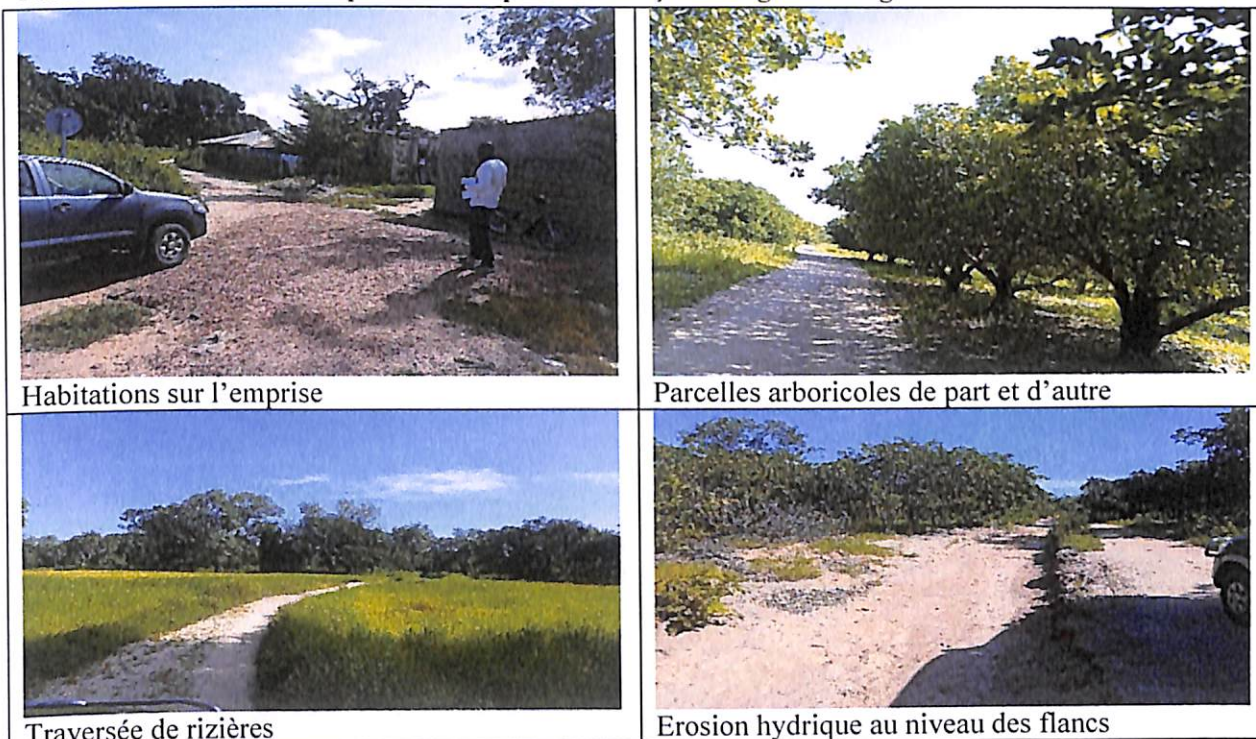 Habitations sur l'emprise
Parcelles arboricoles de part et d'autre
Traversée de rizières
Erosion hydrique au niveau des flancs